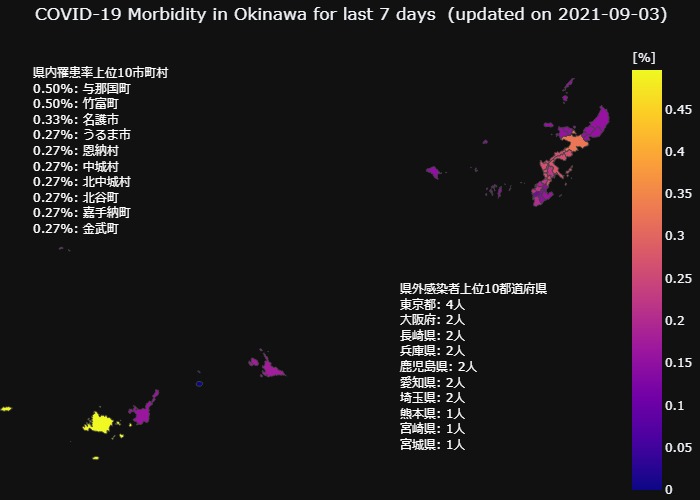 COVID-19 Morbidity in Okinawa for last 7 days (updated on 2021-09-03)
県内罹患率上位10市町村
0.50%: 与那国町
0.50%: 竹富町
0.33%: 名護市
0.27%: うるま市
0.27%: 恩納村
0.27%: 中城村
0.27%: 北中城村
0.27%: 北谷町
0.27%: 嘉手納町
0.27%: 金武町
県外感染者上位10都道府県
東京都: 4人
大阪府: 2人
長崎県: 2人
兵庫県: 2人
鹿児島県: 2人
愛知県: 2人
埼玉県: 2人
熊本県: 1人
宮崎県: 1人
宮城県: 1人
[%]
0.45
0.4
0.35
0.3
0.25
0.2
0.15
0.1
0.05
0